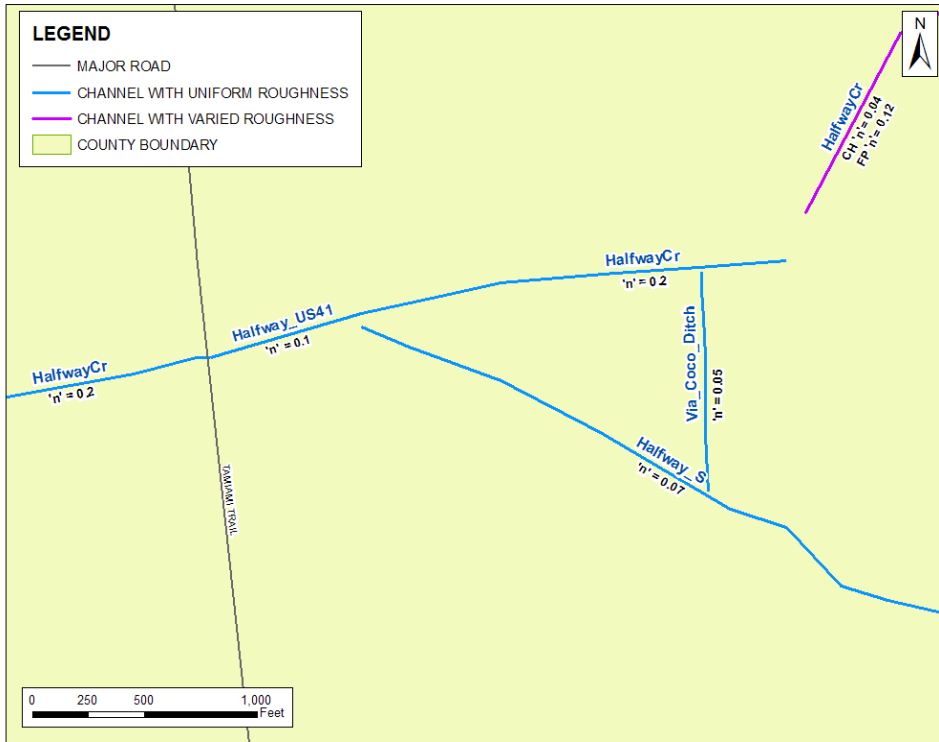 LEGEND
MAJOR ROAD
CHANNEL WITH UNIFORM ROUGHNESS
CHANNEL WITH VARIED ROUGHNESS
COUNTY BOUNDARY
N
HalfwayCr
CH 'n'= 0.04
FP 'n'= 0.12
HalfwayCr
'n' = 0.2
Halfway_US41
'n' = 0.1
HalfwayCr
'n' = 0.2
Via_Coco_Ditch
'n' = 0.05
Halfway_S
'n' = 0.07
TAMIAMI TRAIL
0 250 500 1,000
Feet